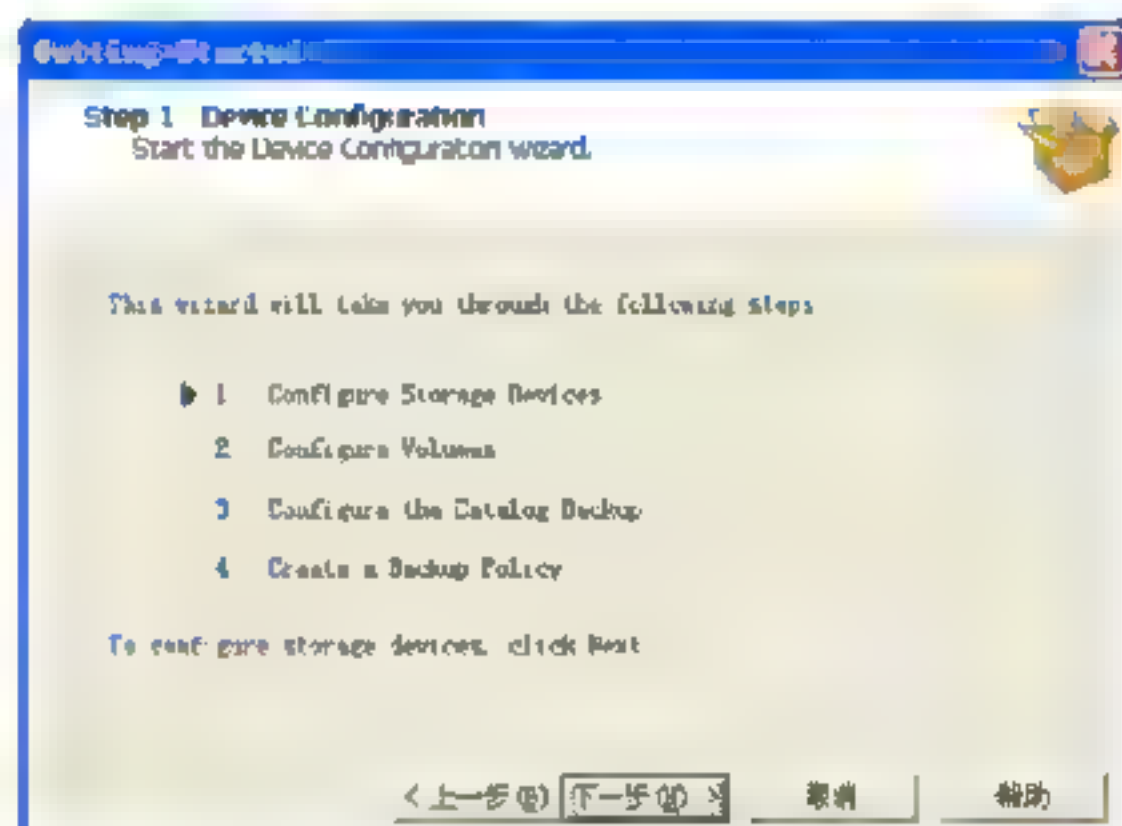 Getting Started
Step 1 Device Configuration
Start the Device Configuration wizard.
This wizard will take you through the following steps
1 Configure Storage Devices
2 Configure Volumes
3 Configure the Catalog Backup
4 Create a Backup Policy
To configure storage devices, click Next
< 上一步(B) 下一步(N) > 取消 帮助